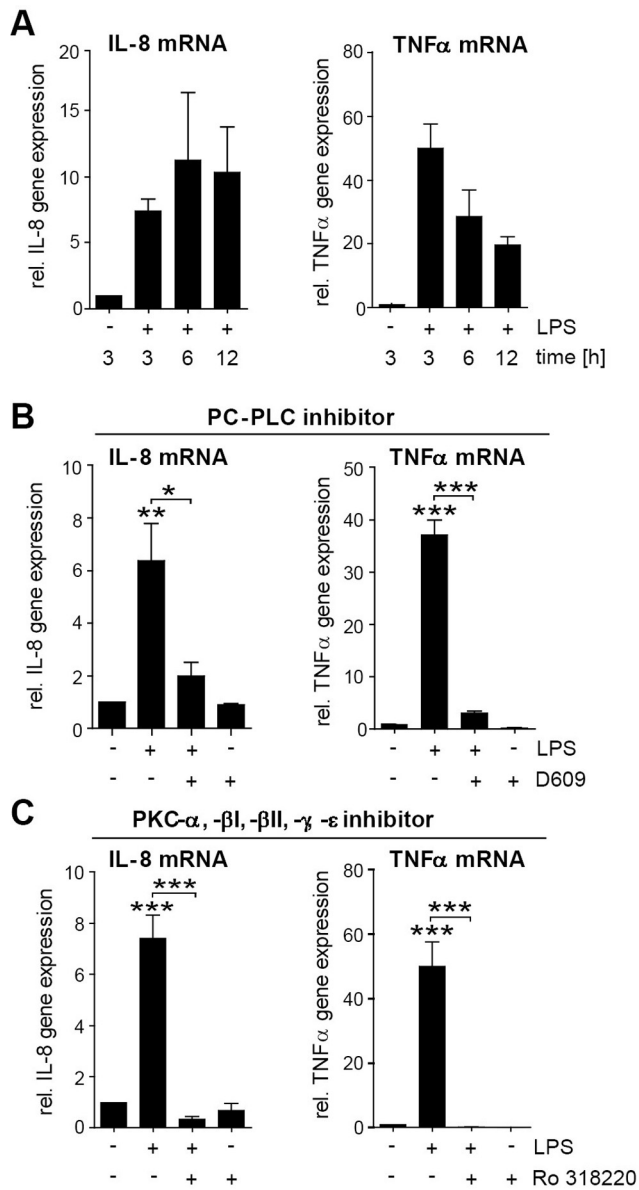 A
IL-8 mRNA
TNFα mRNA
rel. IL-8 gene expression
20
15
10
5
0
rel. TNFα gene expression
80
60
40
20
0
- + + +
- + + + LPS
3 3 6 12
3 3 6 12 time [h]
B
PC-PLC inhibitor
IL-8 mRNA
TNFα mRNA
rel. IL-8 gene expression
10
8
6
4
2
0
*
**
rel. TNFα gene expression
50
40
30
20
10
0
***
***
- + + -
- + + - LPS
- - + +
- - + + D609
C
PKC-α, -βI, -βII, -γ, -ε inhibitor
IL-8 mRNA
TNFα mRNA
rel. IL-8 gene expression
10
8
6
4
2
0
***
***
rel. TNFα gene expression
80
60
40
20
0
***
***
- + + -
- + + - LPS
- - + +
- - + + Ro 318220